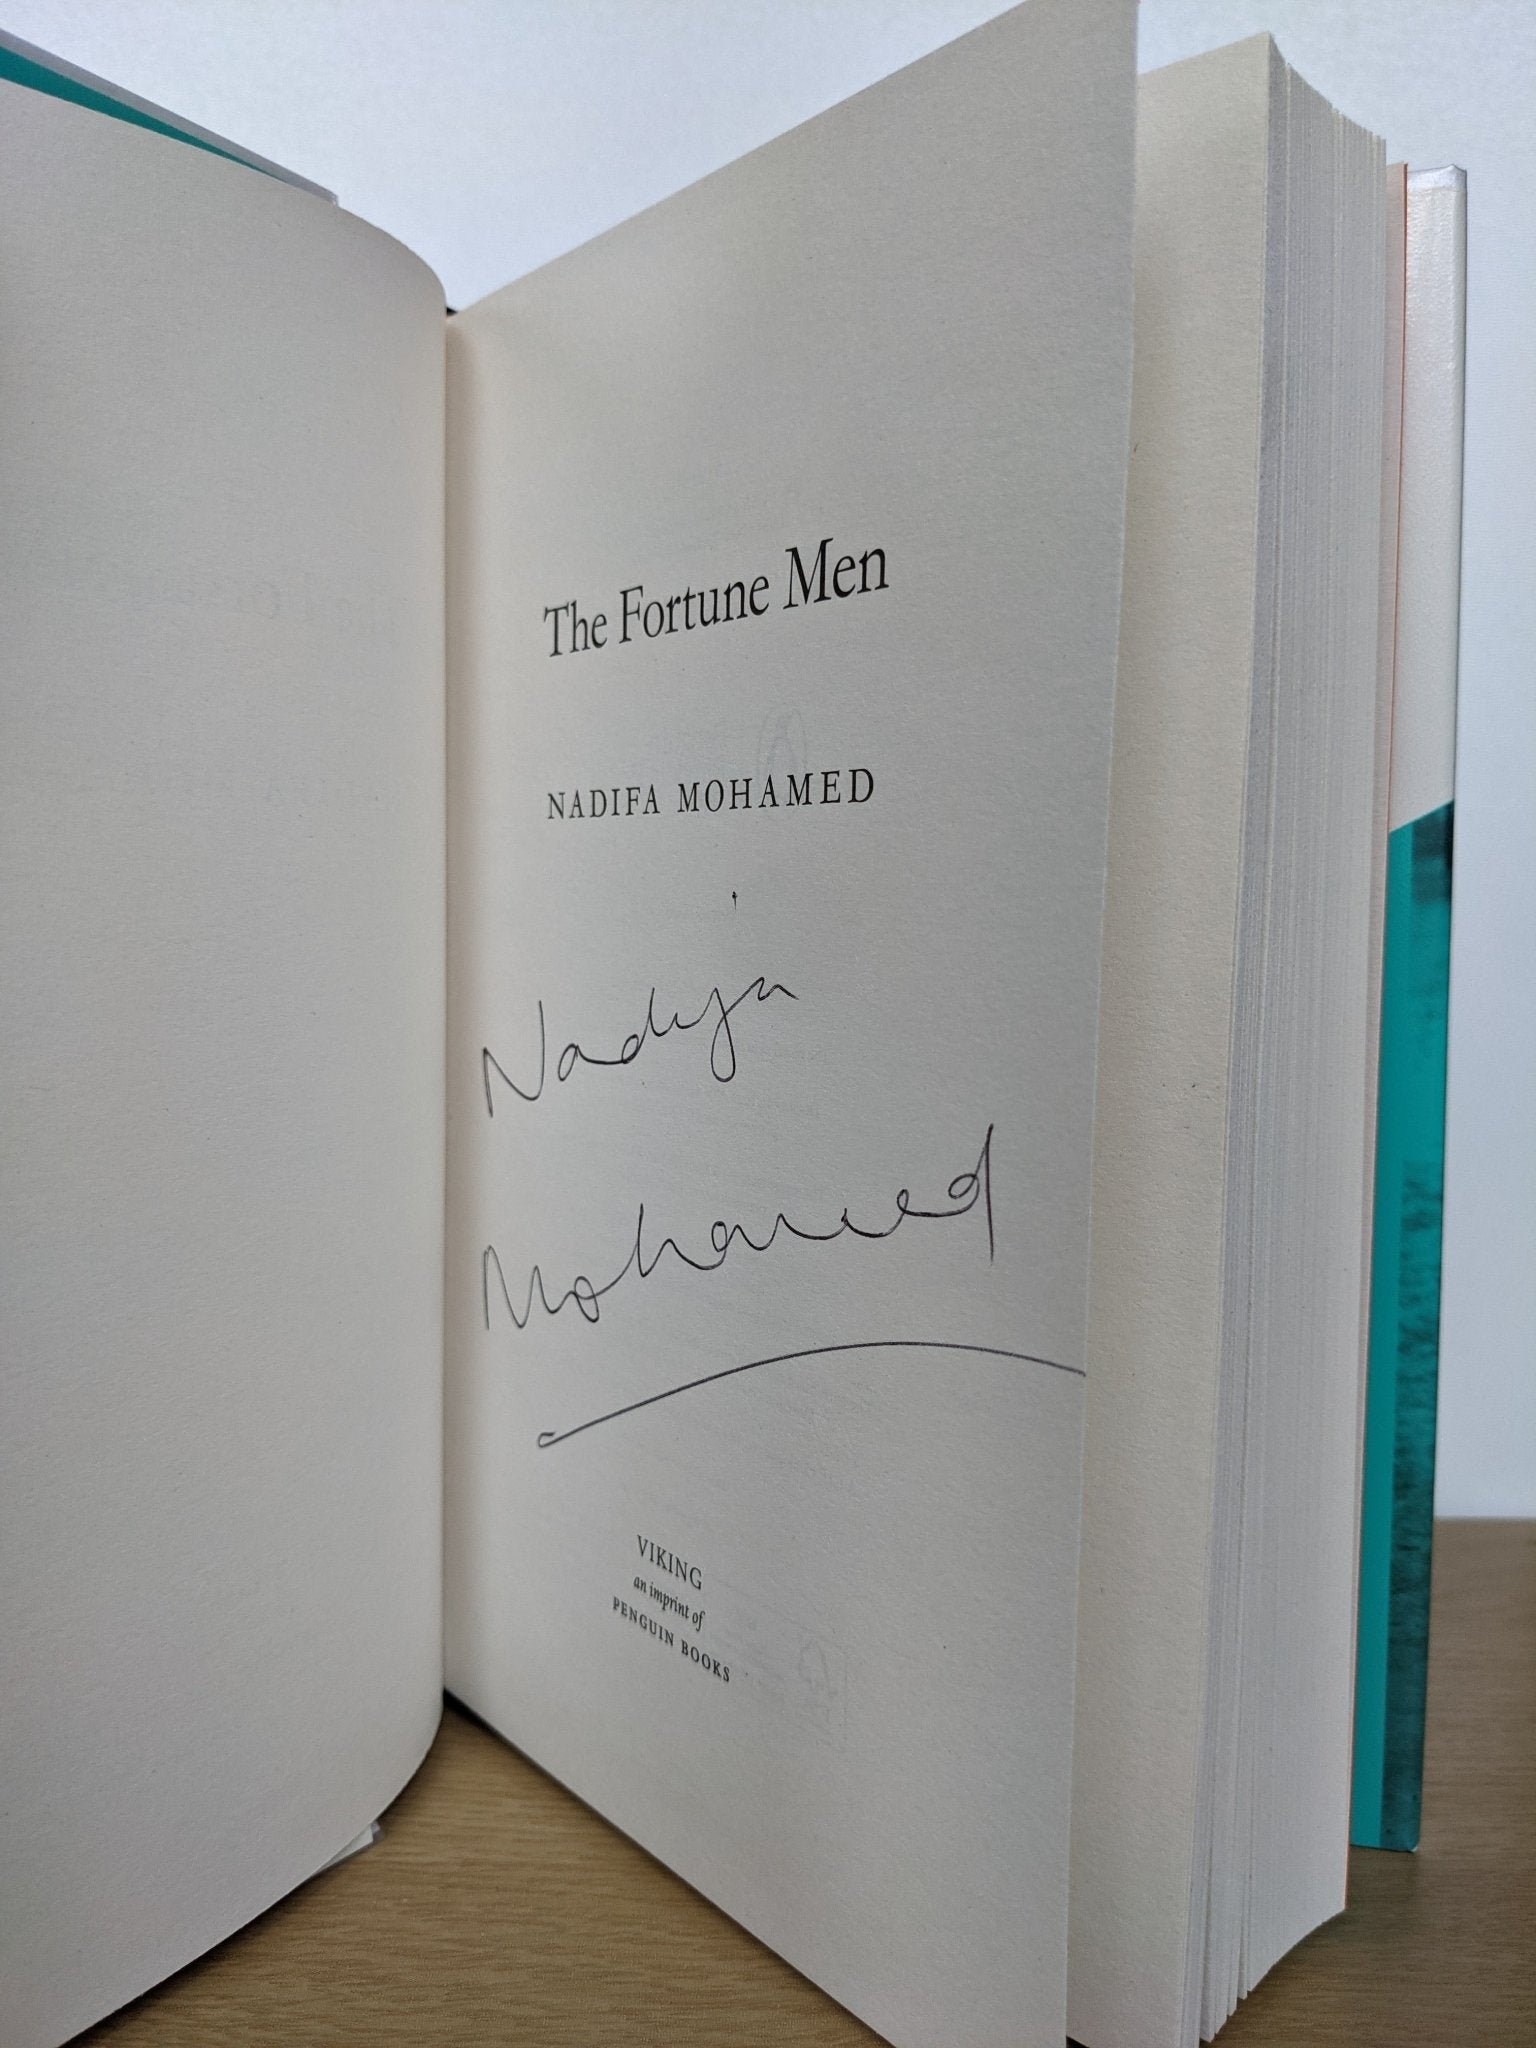 The Fortune Men
NADIFA MOHAMED
Nadifa
Mohamed
VIKING
an imprint of
PENGUIN BOOKS